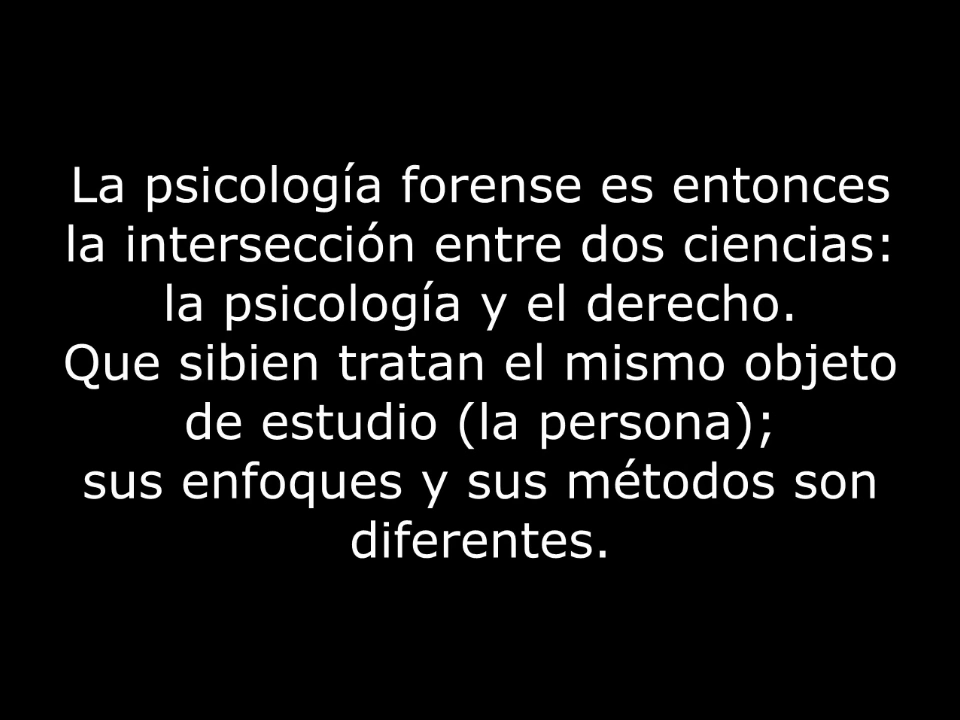 La psicología forense es entonces
la intersección entre dos ciencias:
la psicología y el derecho.
Que sibien tratan el mismo objeto
de estudio (la persona);
sus enfoques y sus métodos son
diferentes.